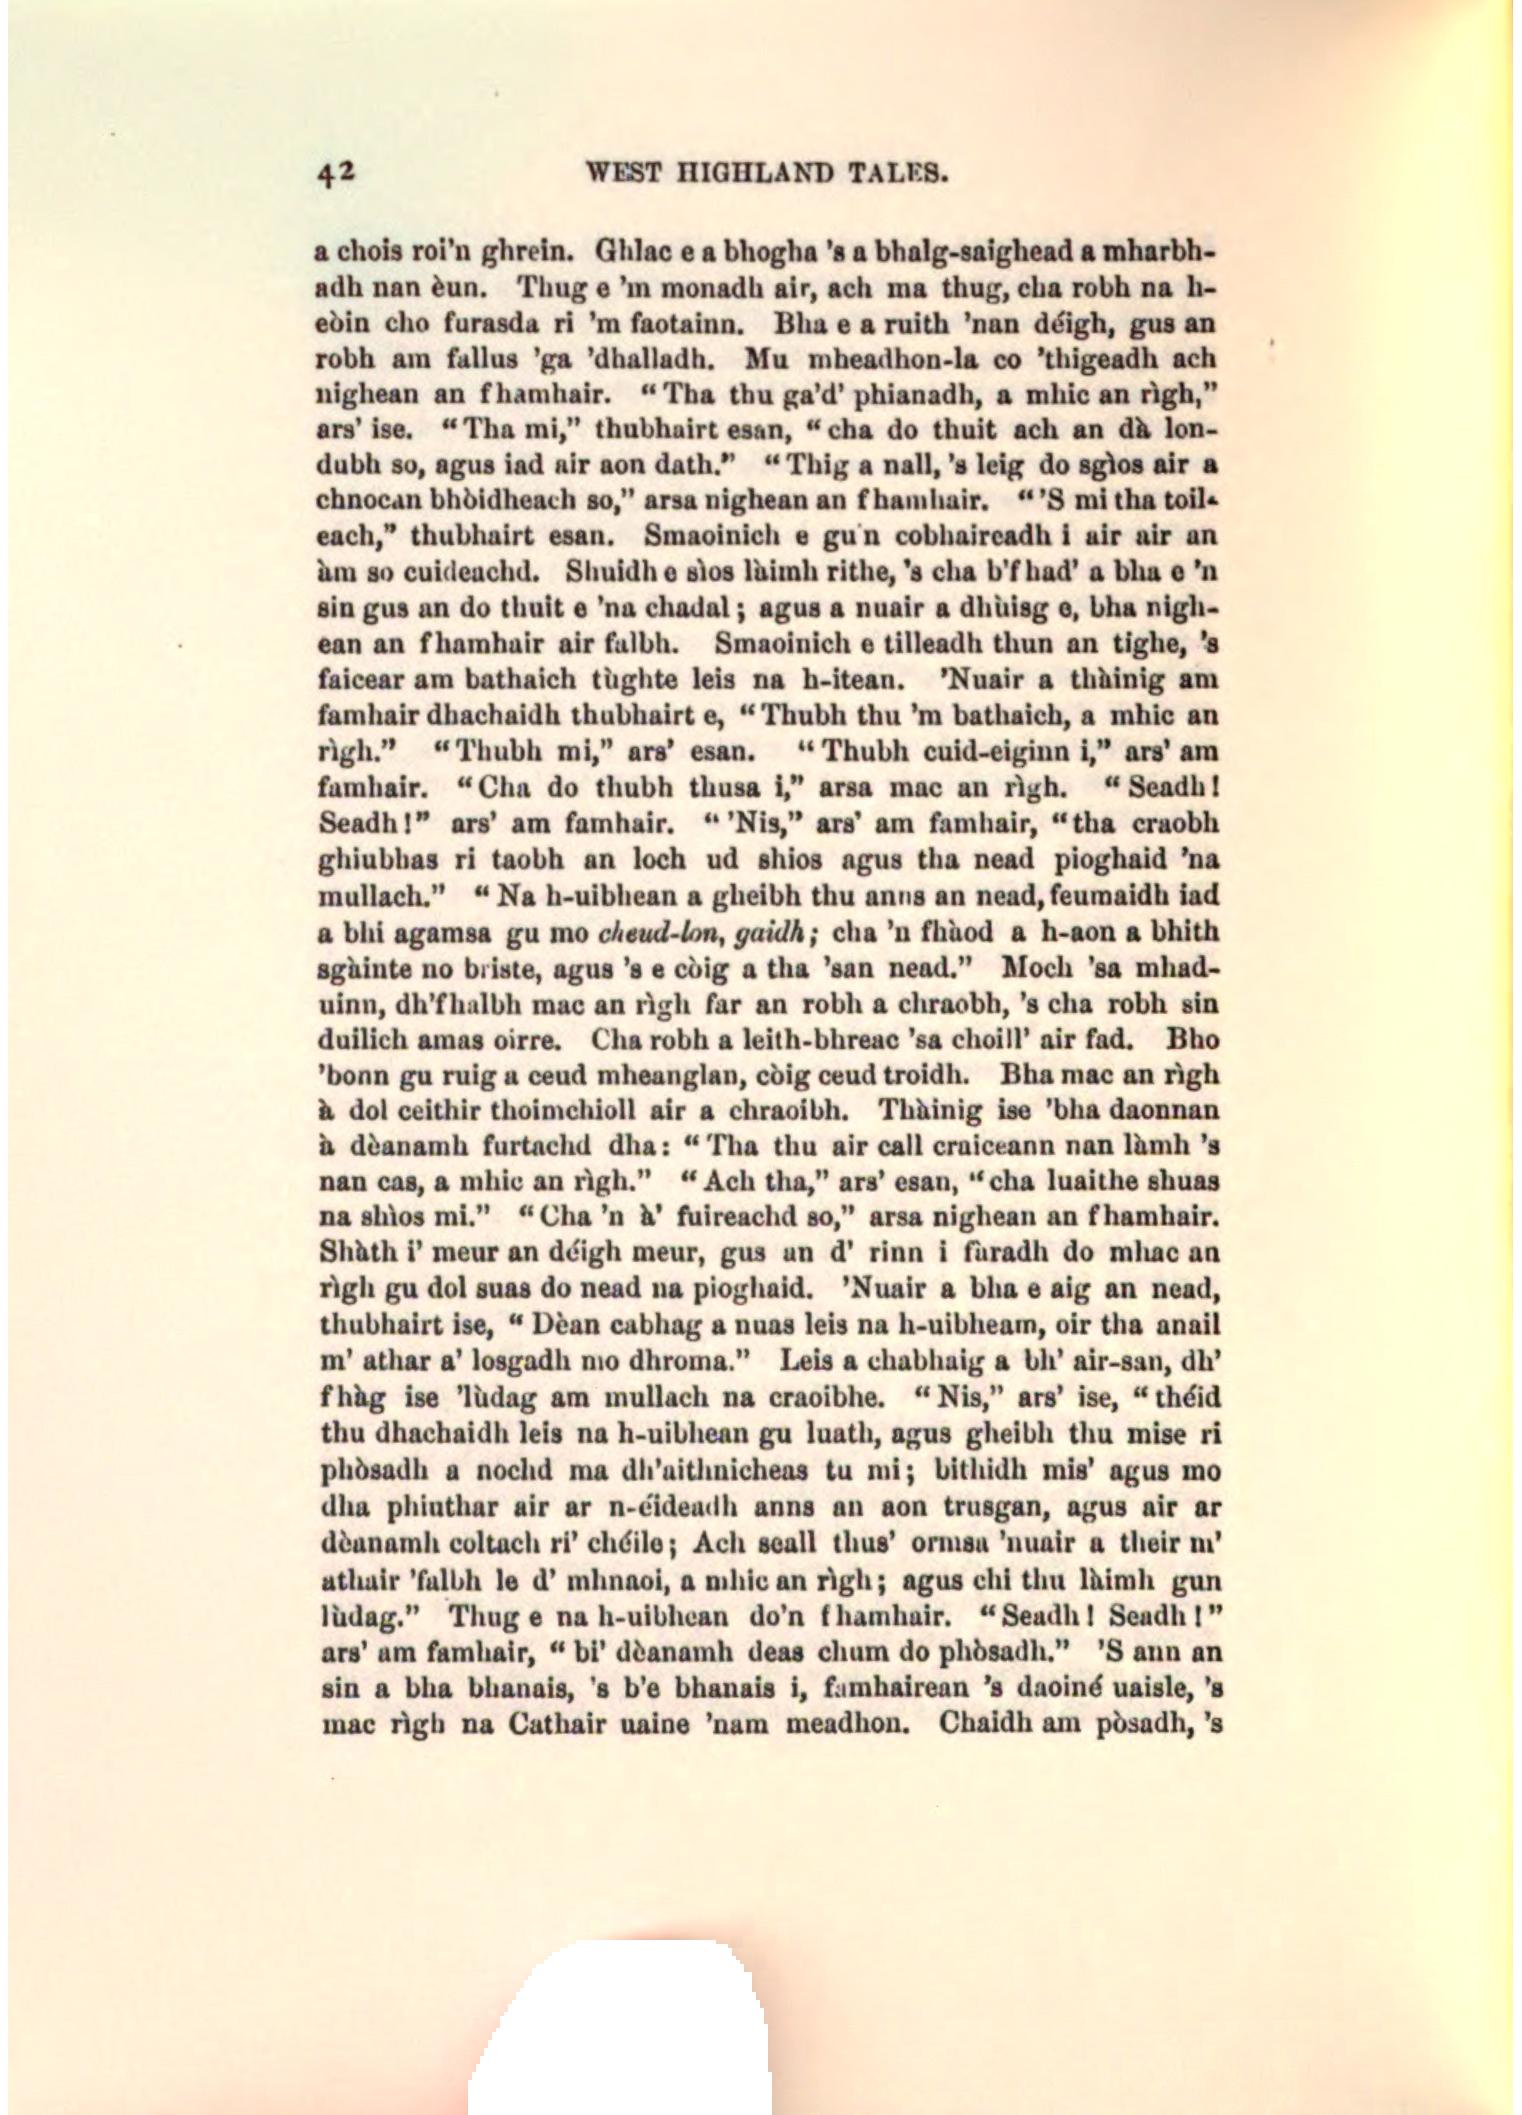 42 WEST HIGHLAND TALES.
a chois roi'n ghrein. Ghlac e a bhogha 's a bhalg-saighead a mharbh-
adh nan èun. Thug e 'm monadh air, ach ma thug, cha robh na h-
eòin cho furasda ri 'm faotainn. Bha e a ruith 'nan déigh, gus an
robh am fallus 'ga 'dhalladh. Mu mheadhon-la co 'thigeadh ach
nighean an fhamhair. “Tha thu ga'd' phianadh, a mhic an rìgh,”
ars' ise. “Tha mi,” thubhairt esan, “cha do thuit ach an dà lon-
dubh so, agus iad air aon dath.” “Thig a nall, 's leig do sgìos air a
chnocan bhòidheach so,” arsa nighean an fhamhair. “'S mi tha toil-
each,” thubhairt esan. Smaoinich e gu'n cobhaireadh i air air an
àm so cuideachd. Shuidh e sìos làimh rithe, 's cha b'fhad' a bha e 'n
sin gus an do thuit e 'na chadal; agus a nuair a dhùisg e, bha nigh-
ean an fhamhair air falbh. Smaoinich e tilleadh thun an tighe, 's
faicear am bathaich tùghte leis na h-itean. 'Nuair a thàinig am
famhair dhachaidh thubhairt e, “Thubh thu 'm bathaich, a mhic an
rìgh.” “Thubh mi,” ars' esan. “Thubh cuid-eiginn i,” ars' am
famhair. “Cha do thubh thusa i,” arsa mac an rìgh. “Seadh!
Seadh!” ars' am famhair. “'Nis,” ars' am famhair, “tha craobh
ghiubhas ri taobh an loch ud shios agus tha nead pioghaid 'na
mullach.” “Na h-uibhean a gheibh thu anns an nead, feumaidh iad
a bhi agamsa gu mo cheud-lon, gaidh; cha 'n fhàod a h-aon a bhith
sgàinte no briste, agus 's e còig a tha 'san nead.” Moch 'sa mhad-
uinn, dh'fhalbh mac an rìgh far an robh a chraobh, 's cha robh sin
duilich amas oirre. Cha robh a leith-bhreac 'sa choill' air fad. Bho
'bonn gu ruig a ceud mheanglan, còig ceud troidh. Bha mac an rìgh
à dol ceithir thoimchioll air a chraoibh. Thàinig ise 'bha daonnan
à dèanamh furtachd dha: “Tha thu air call craiceann nan làmh 's
nan cas, a mhic an rìgh.” “Ach tha,” ars' esan, “cha luaithe shuas
na shìos mi.” “Cha 'n à' fuireachd so,” arsa nighean an fhamhair.
Shàth i' meur an déigh meur, gus an d' rinn i fàradh do mhac an
rìgh gu dol suas do nead na pioghaid. 'Nuair a bha e aig an nead,
thubhairt ise, “Dèan cabhag a nuas leis na h-uibheam, oir tha anail
m' athar a' losgadh mo dhroma.” Leis a chabhaig a bh' air-san, dh'
fhàg ise 'lùdag am mullach na craoibhe. “Nis,” ars' ise, “théid
thu dhachaidh leis na h-uibhean gu luath, agus gheibh thu mise ri
phòsadh a nochd ma dh'aithnicheas tu mi; bithidh mis' agus mo
dha phiuthar air ar n-éideadh anns an aon trusgan, agus air ar
dèanamh coltach ri' chéile; Ach seall thus' ormsa 'nuair a their m'
athair 'falbh le d' mhnaoi, a mhic an rìgh; agus chi thu làimh gun
lùdag.” Thug e na h-uibhean do'n fhamhair. “Seadh! Seadh!”
ars' am famhair, “bi' dèanamh deas chum do phòsadh.” 'S ann an
sin a bha bhanais, 's b'e bhanais i, famhairean 's daoiné uaisle, 's
mac rìgh na Cathair uaine 'nam meadhon. Chaidh am pòsadh, 's